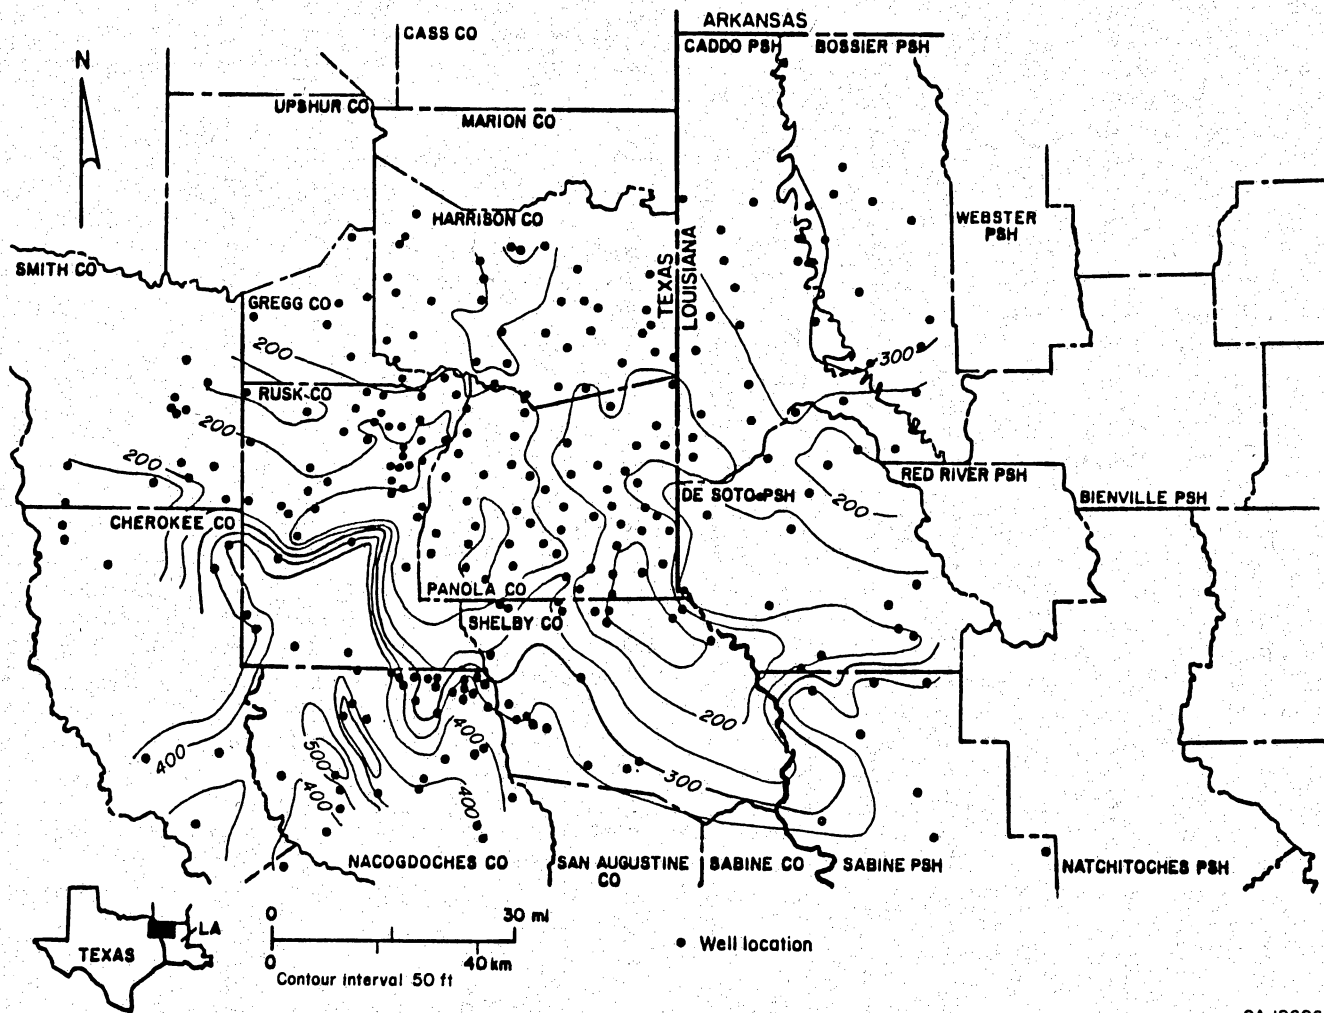 ARKANSAS
CASS CO
CADDO PSH
BOSSIER PSH
N
UPSHUR CO
MARION CO
HARRISON CO
WEBSTER
PSH
SMITH CO
TEXAS
LOUISIANA
GREGG CO
200
300
RUSK CO
200
200
RED RIVER PSH
DE SOTO PSH
200
BIENVILLE PSH
CHEROKEE CO
PANOLA CO
SHELBY CO
200
400
400
500
300
400
400
NACOGDOCHES CO
SAN AUGUSTINE
CO
SABINE CO
SABINE PSH
NATCHITOCHES PSH
0
30 mi
LA
TEXAS
Well location
0
40 km
Contour interval 50 ft